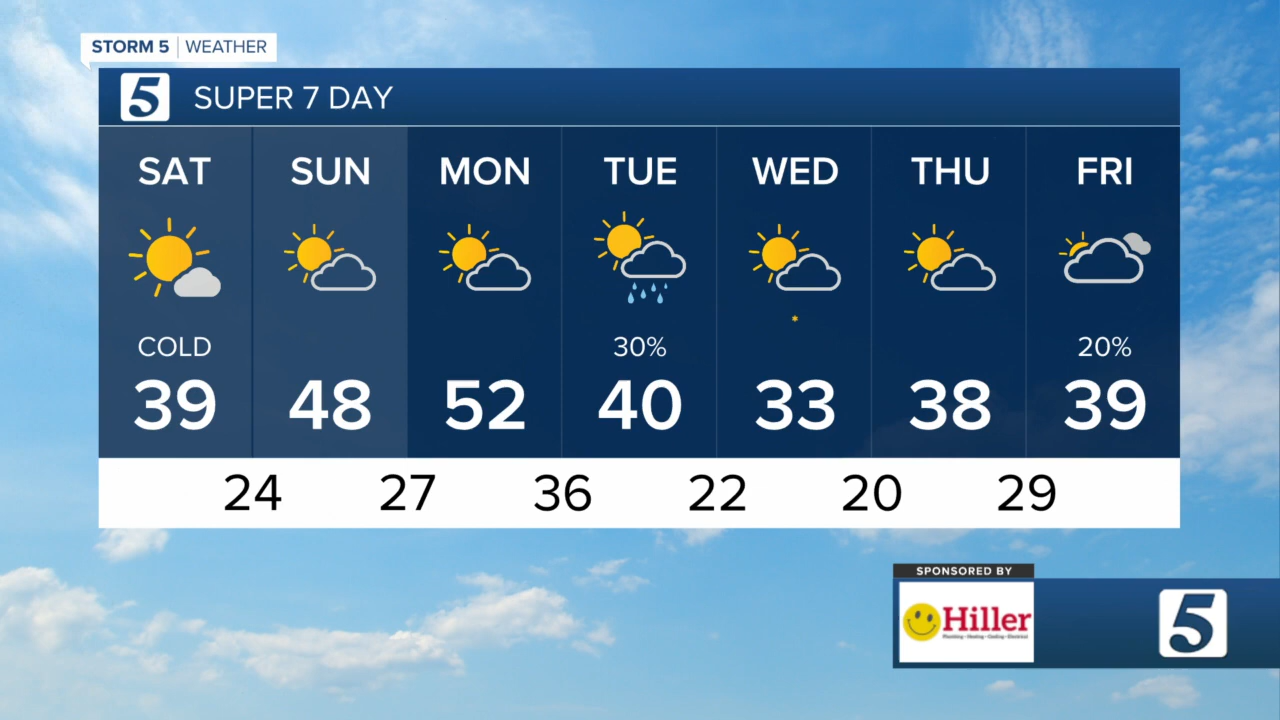 STORM 5 WEATHER
5 SUPER 7 DAY
SAT SUN MON TUE WED THU FRI
COLD 30% 20%
39 48 52 40 33 38 39
24 27 36 22 20 29
SPONSORED BY
Hiller
Plumbing • Heating • Cooling • Electrical
5